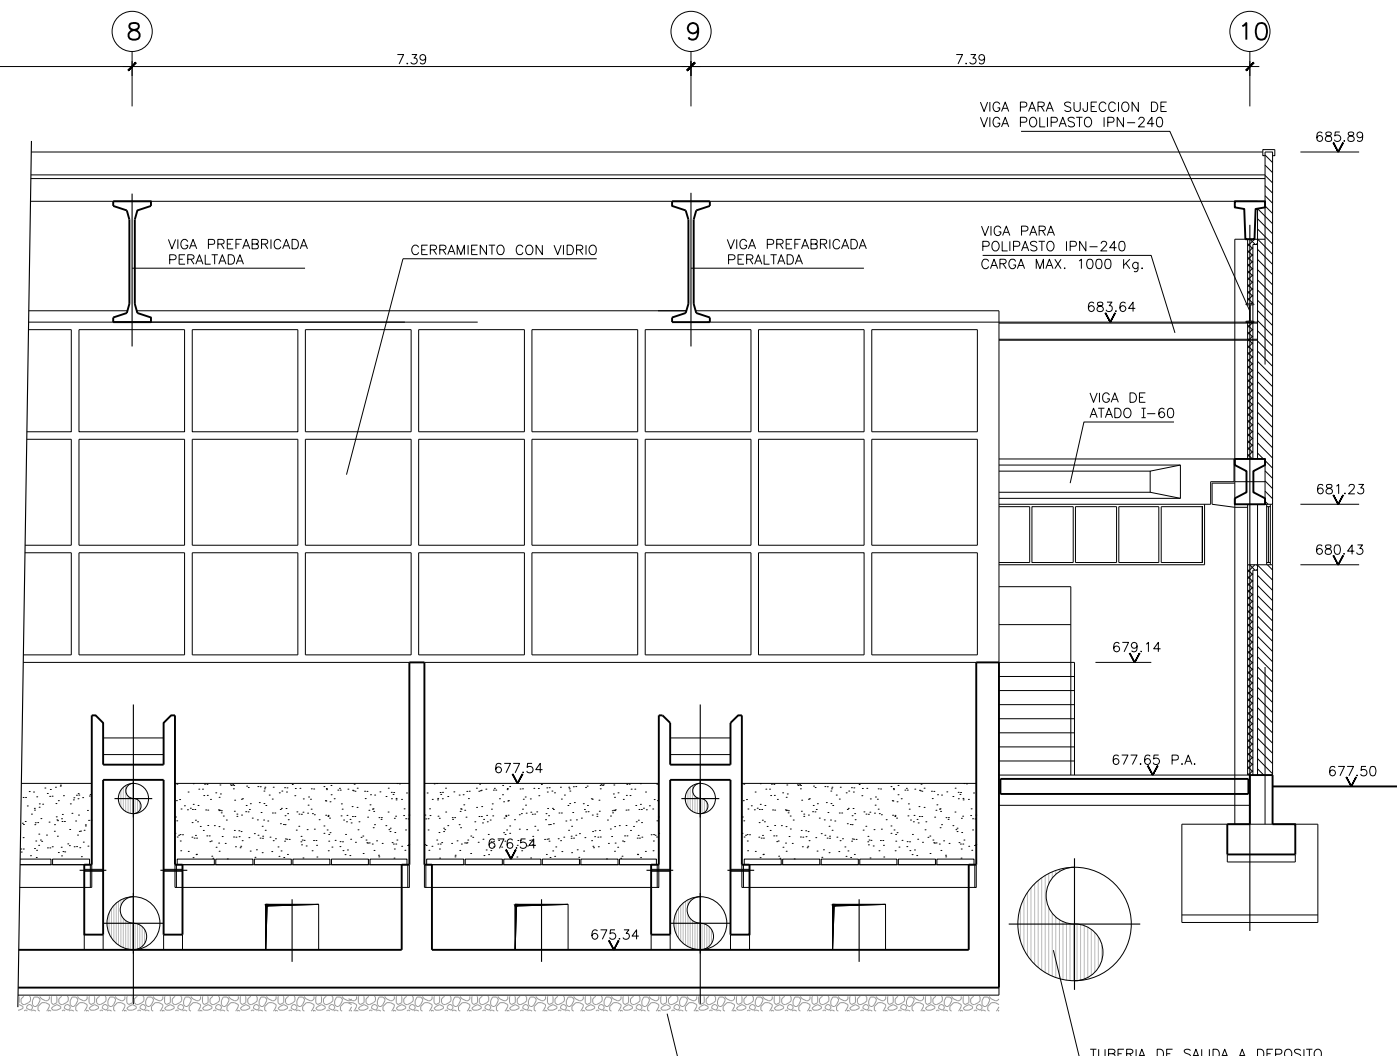 8
9
10
7.39
7.39
VIGA PARA SUJECCION DE
VIGA POLIPASTO IPN-240
685.89
VIGA PREFABRICADA
PERALTADA
CERRAMIENTO CON VIDRIO
VIGA PREFABRICADA
PERALTADA
VIGA PARA
POLIPASTO IPN-240
CARGA MAX. 1000 Kg.
683.64
VIGA DE
ATADO I-60
681.23
680.43
679.14
677.54
677.65 P.A.
677.50
676.54
675.34
TUBERIA DE SALIDA A DEPOSITO